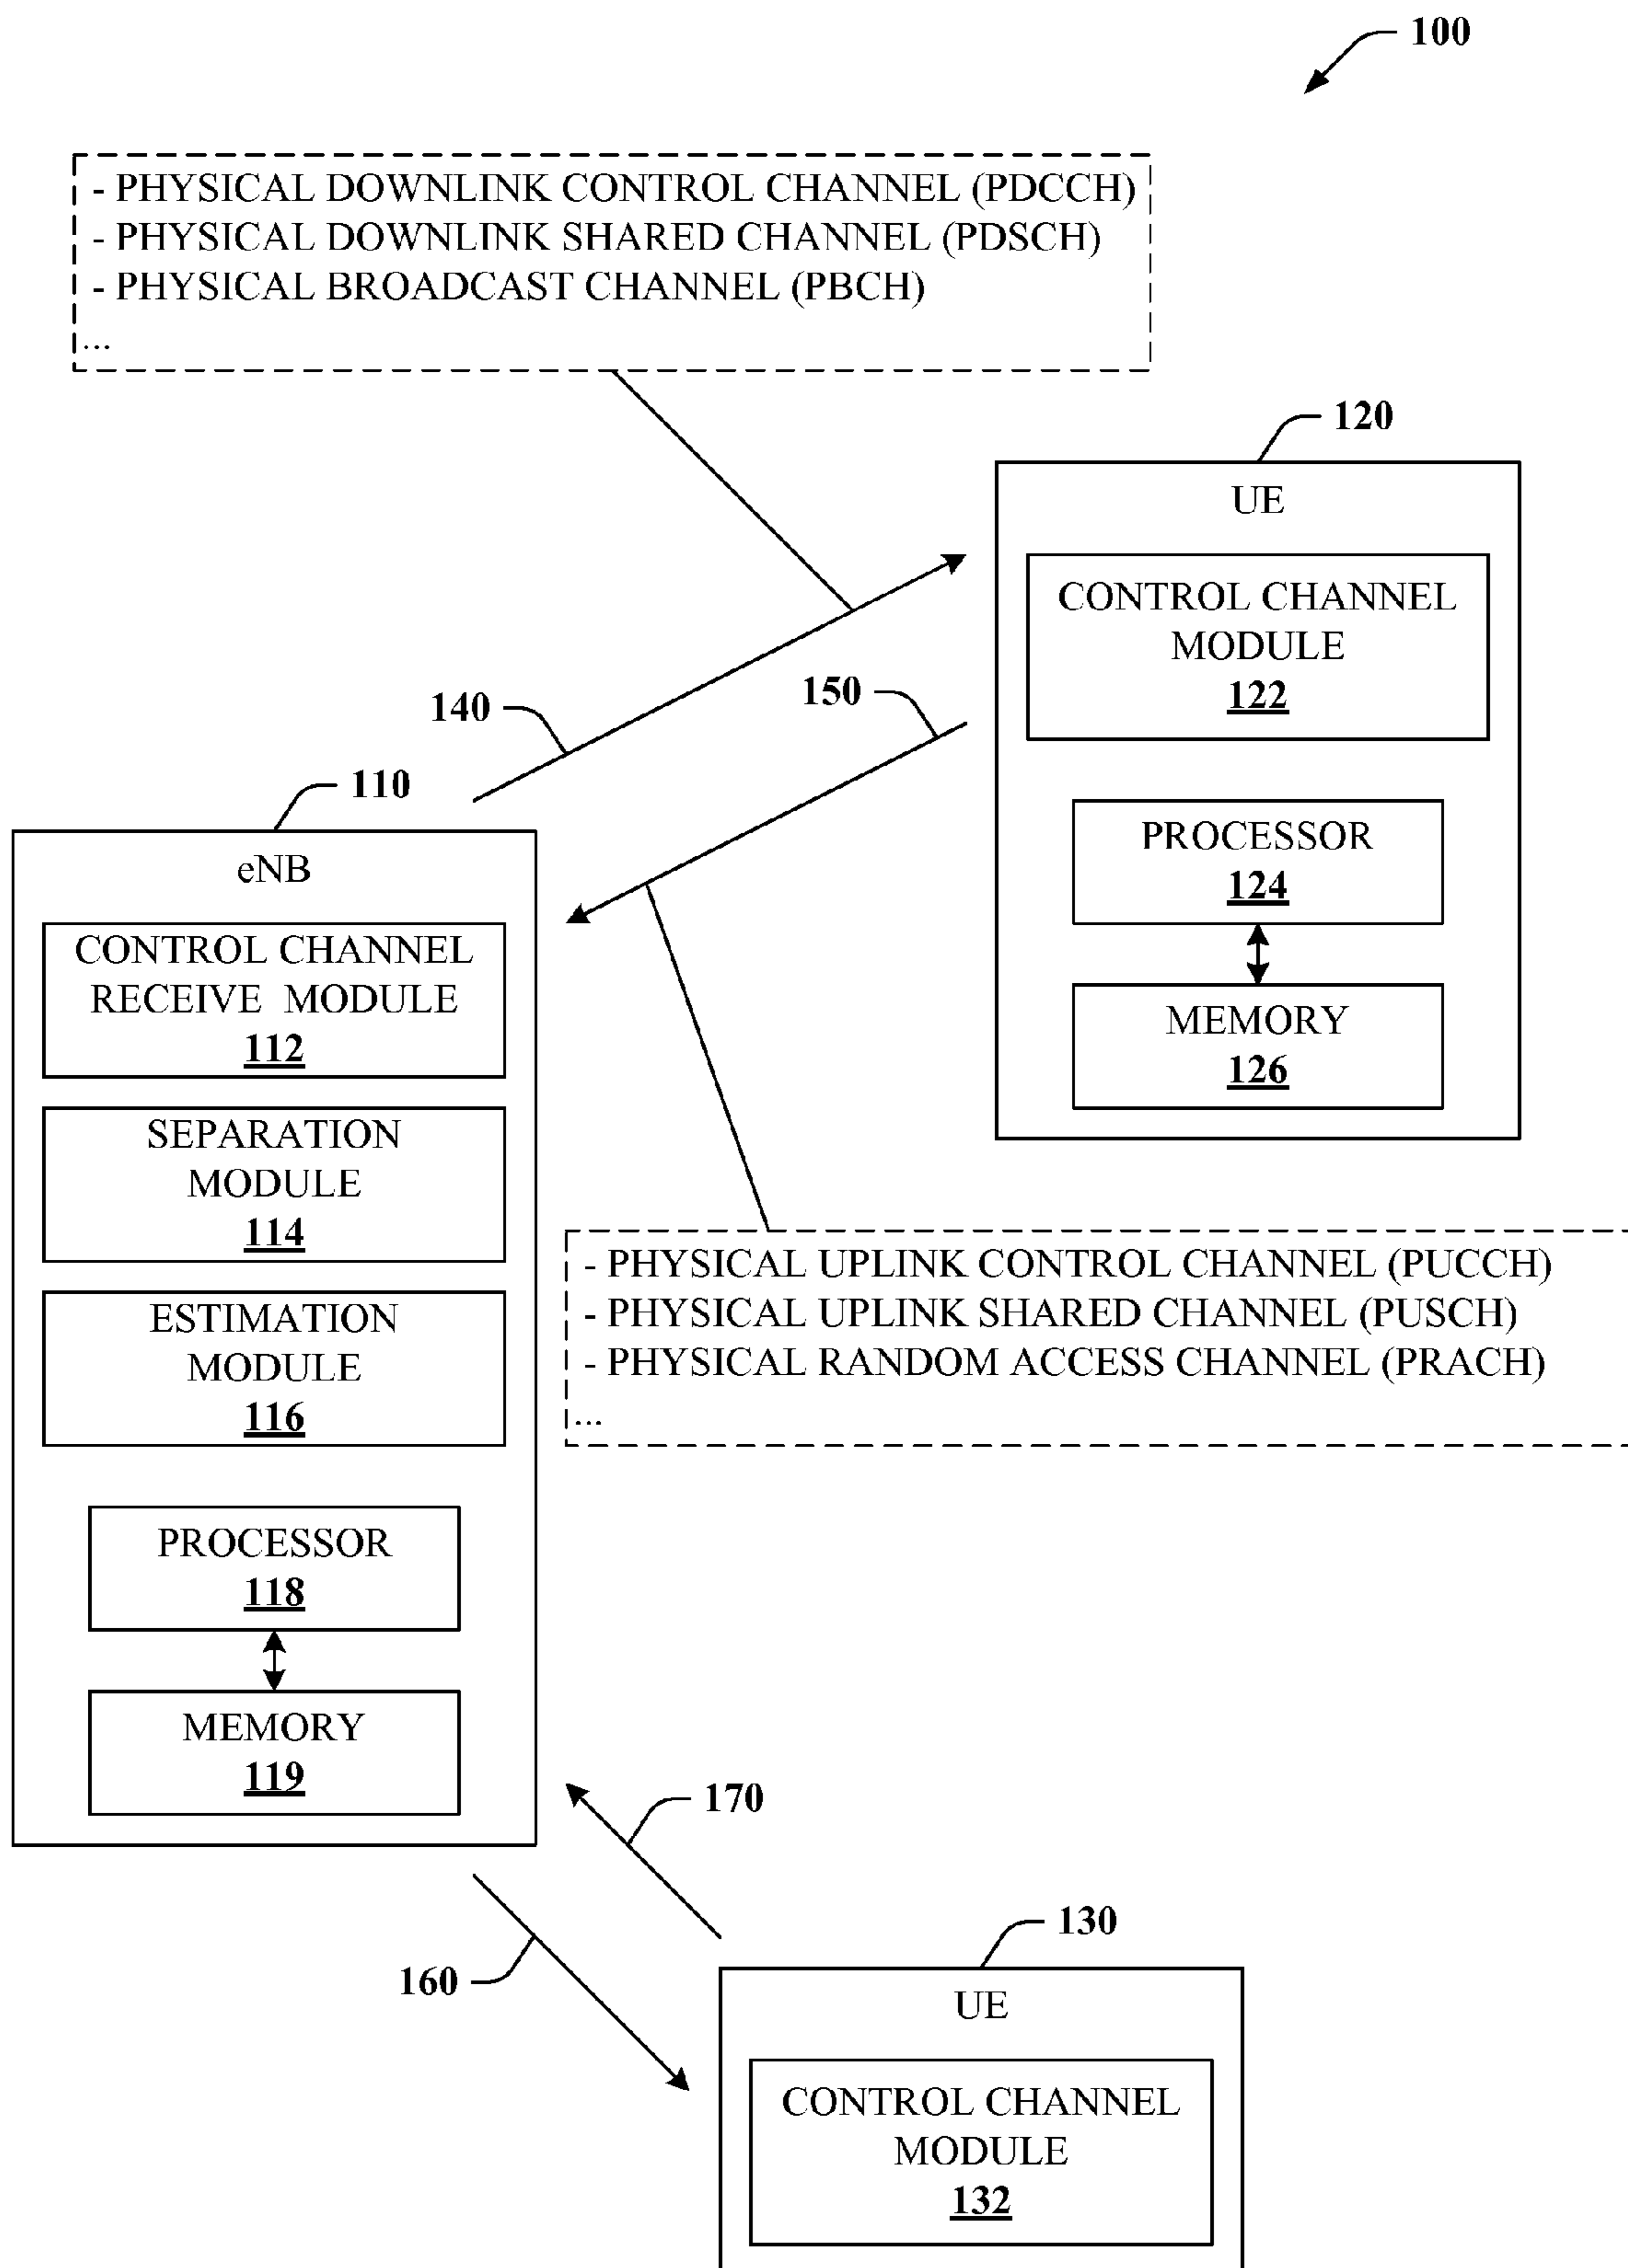 100
- PHYSICAL DOWNLINK CONTROL CHANNEL (PDCCH)
- PHYSICAL DOWNLINK SHARED CHANNEL (PDSCH)
- PHYSICAL BROADCAST CHANNEL (PBCH)
...
120
UE
CONTROL CHANNEL
MODULE
122
140
150
PROCESSOR
124
MEMORY
126
110
eNB
CONTROL CHANNEL
RECEIVE MODULE
112
SEPARATION
MODULE
114
ESTIMATION
MODULE
116
- PHYSICAL UPLINK CONTROL CHANNEL (PUCCH)
- PHYSICAL UPLINK SHARED CHANNEL (PUSCH)
- PHYSICAL RANDOM ACCESS CHANNEL (PRACH)
...
PROCESSOR
118
MEMORY
119
170
160
130
UE
CONTROL CHANNEL
MODULE
132